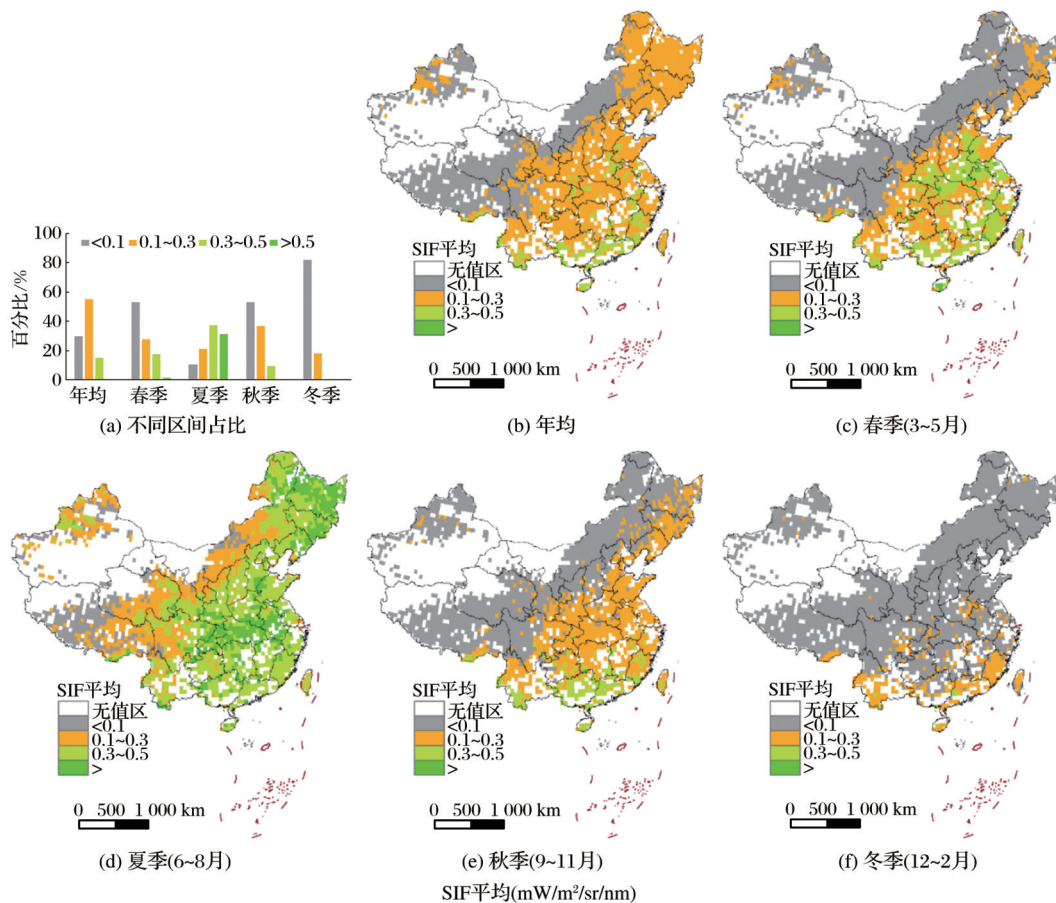 100
80
60
40
20
0
百分比/%
<0.1 0.1~0.3 0.3~0.5 >0.5
年均 春季 夏季 秋季 冬季
(a) 不同区间占比
SIF平均
无值区
<0.1
0.1~0.3
0.3~0.5
>
0 500 1 000 km
(b) 年均
SIF平均
无值区
<0.1
0.1~0.3
0.3~0.5
>
0 500 1 000 km
(c) 春季(3~5月)
SIF平均
无值区
<0.1
0.1~0.3
0.3~0.5
>
0 500 1 000 km
(d) 夏季(6~8月)
SIF平均
无值区
<0.1
0.1~0.3
0.3~0.5
>
0 500 1 000 km
(e) 秋季(9~11月)
SIF平均
无值区
<0.1
0.1~0.3
0.3~0.5
>
0 500 1 000 km
(f) 冬季(12~2月)
SIF平均(mW/m²/sr/nm)